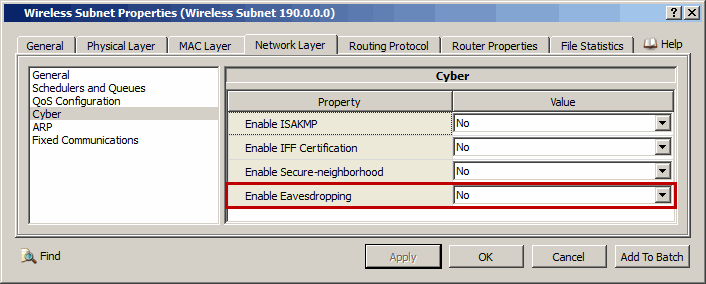 Wireless Subnet Properties (Wireless Subnet 190.0.0.0)
? X
General Physical Layer MAC Layer Network Layer Routing Protocol Router Properties File Statistics Help
General
Schedulers and Queues
QoS Configuration
Cyber
ARP
Fixed Communications
Cyber
Property Value
Enable ISAKMP No
Enable IFF Certification No
Enable Secure-neighborhood No
Enable Eavesdropping No
Find Apply OK Cancel Add To Batch